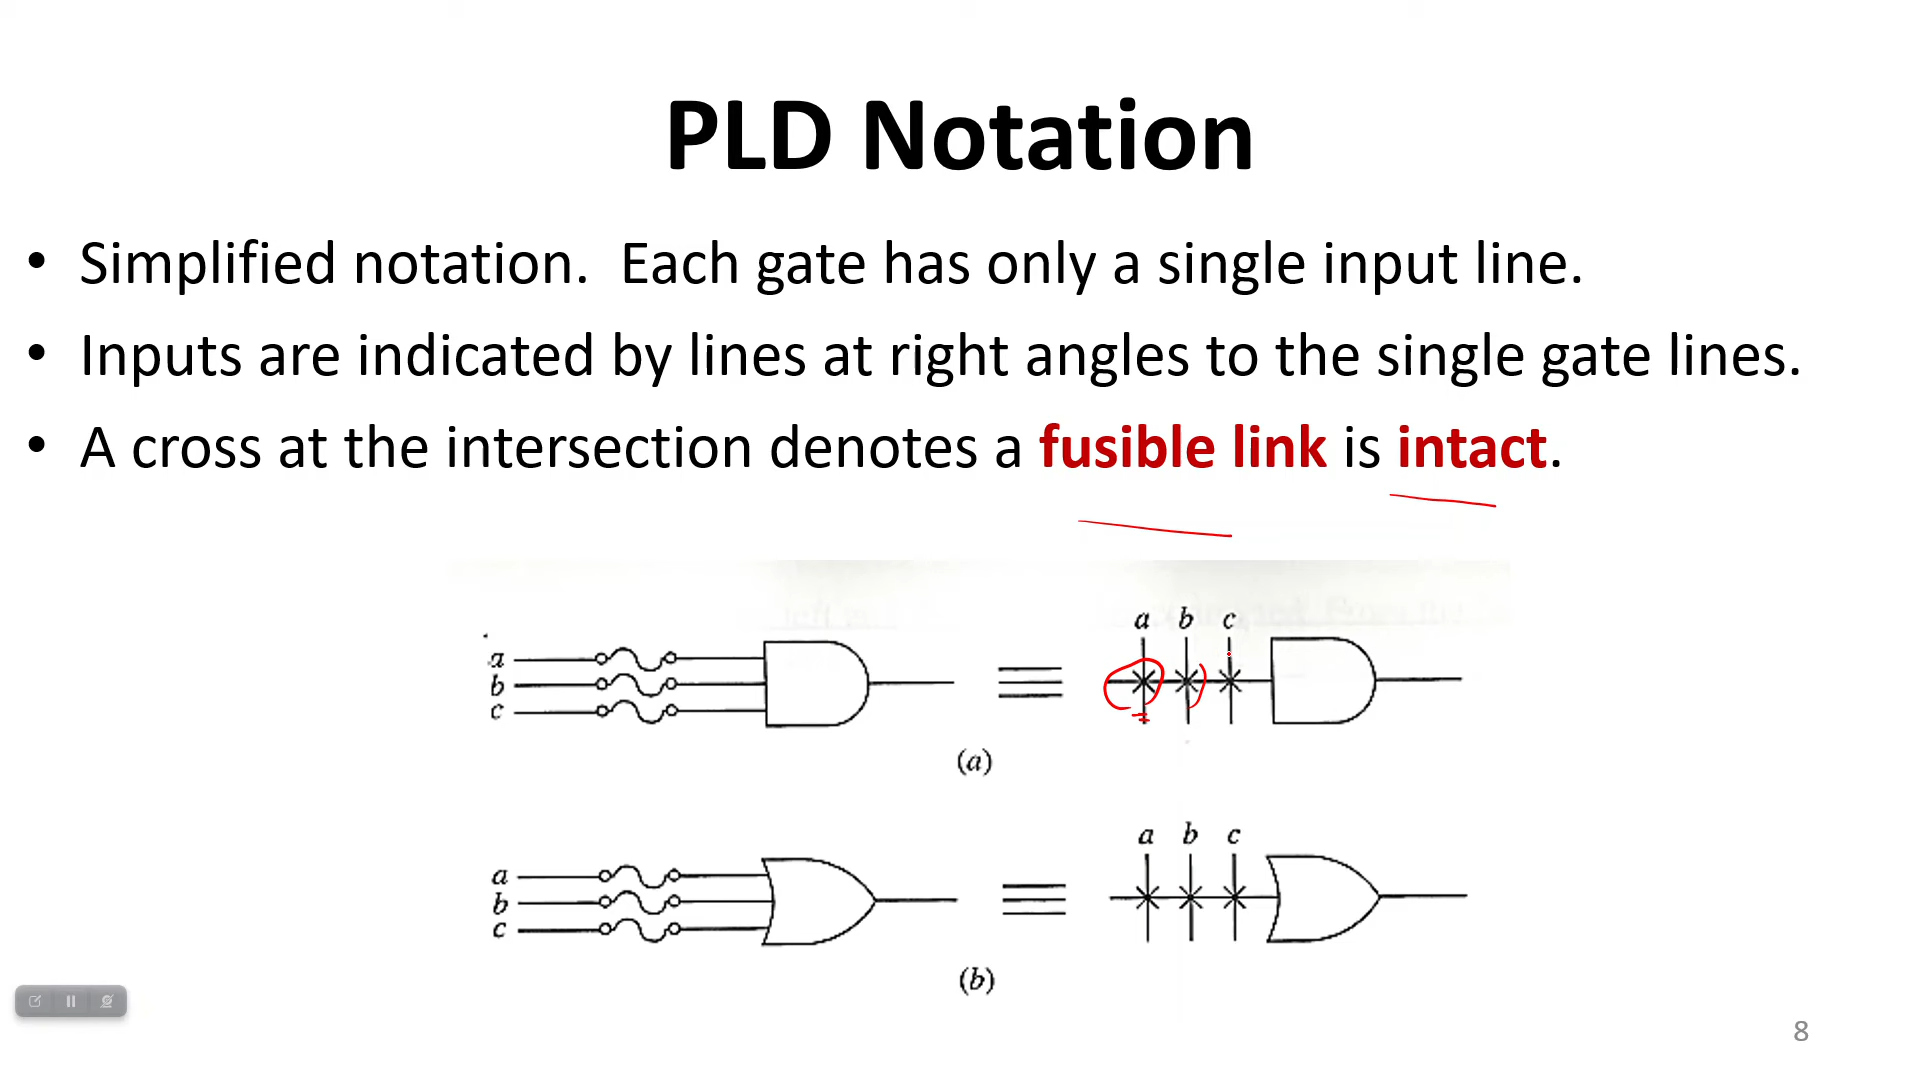 PLD Notation
• Simplified notation.  Each gate has only a single input line.
• Inputs are indicated by lines at right angles to the single gate lines.
• A cross at the intersection denotes a fusible link is intact.
a b c
a
b
c
(a)
a b c
a
b
c
(b)
8